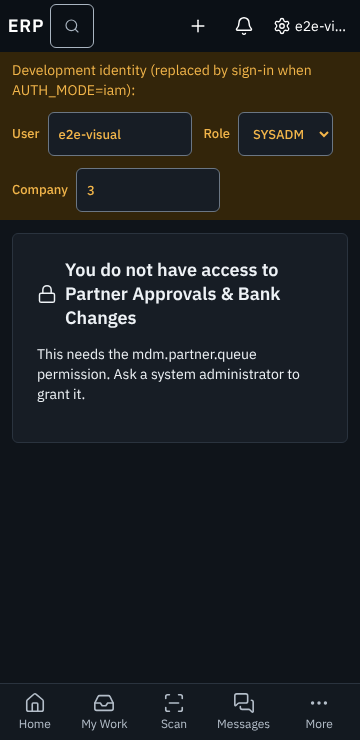 ERP e2e-vi...
Development identity (replaced by sign-in when
AUTH_MODE=iam):
User e2e-visual Role SYSADM
Company 3
You do not have access to
Partner Approvals & Bank
Changes
This needs the mdm.partner.queue
permission. Ask a system administrator to
grant it.
Home My Work Scan Messages More